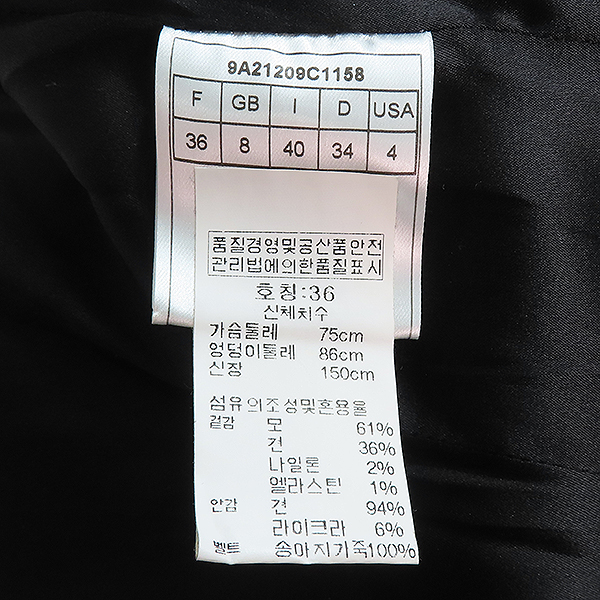 9A21209C1158
F GB I D USA
36 8 40 34 4
품질경영및공산품안전
관리법에의한품질표시
호칭:36
신체치수
가슴둘레 75cm
엉덩이둘레 86cm
신장 150cm
섬유의조성및혼용율
겉감 모 61%
견 36%
나일론 2%
엘라스틴 1%
안감 견 94%
라이크라 6%
벨트 송아지가죽100%